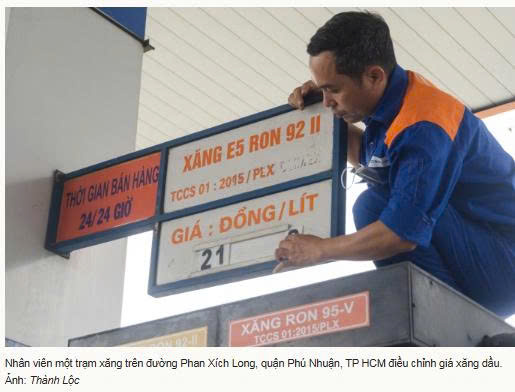 THỜI GIAN BÁN HÀNG
24/24 GIỜ
XĂNG E5 RON 92 II
TCCS 01 : 2015/PLX
GIÁ : ĐỒNG/LÍT
21
XĂNG RON 95-V
TCCS 01:2015/PLX
Nhân viên một trạm xăng trên đường Phan Xích Long, quận Phú Nhuận, TP HCM điều chỉnh giá xăng dầu.
Ảnh: Thành Lộc